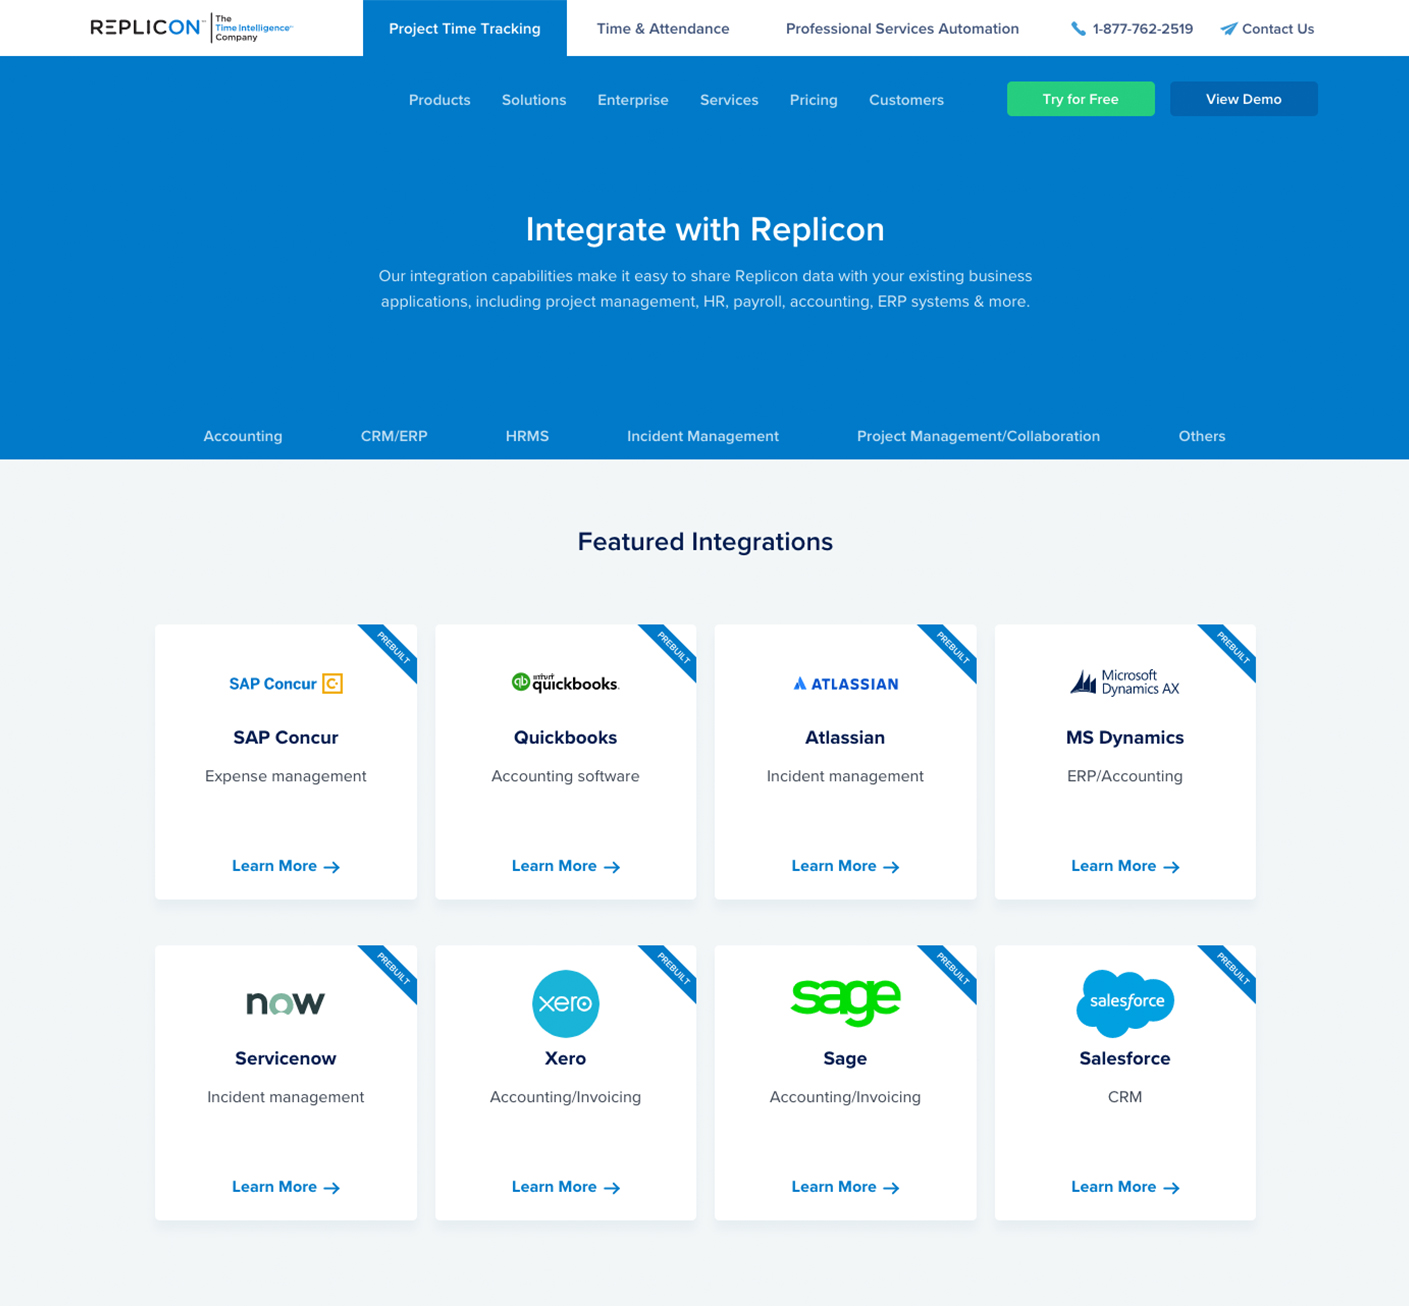 REPLICON The Time Intelligence™ Company
Project Time Tracking
Time & Attendance
Professional Services Automation
1-877-762-2519
Contact Us
Products Solutions Enterprise Services Pricing Customers
Try for Free
View Demo
Integrate with Replicon
Our integration capabilities make it easy to share Replicon data with your existing business
applications, including project management, HR, payroll, accounting, ERP systems & more.
Accounting CRM/ERP HRMS Incident Management Project Management/Collaboration Others
Featured Integrations
PREBUILT
SAP Concur C
SAP Concur
Expense management
Learn More
PREBUILT
qb intuit quickbooks.
Quickbooks
Accounting software
Learn More
PREBUILT
ATLASSIAN
Atlassian
Incident management
Learn More
PREBUILT
Microsoft
Dynamics AX
MS Dynamics
ERP/Accounting
Learn More
PREBUILT
now
Servicenow
Incident management
Learn More
PREBUILT
xero
Xero
Accounting/Invoicing
Learn More
PREBUILT
sage
Sage
Accounting/Invoicing
Learn More
PREBUILT
salesforce
Salesforce
CRM
Learn More